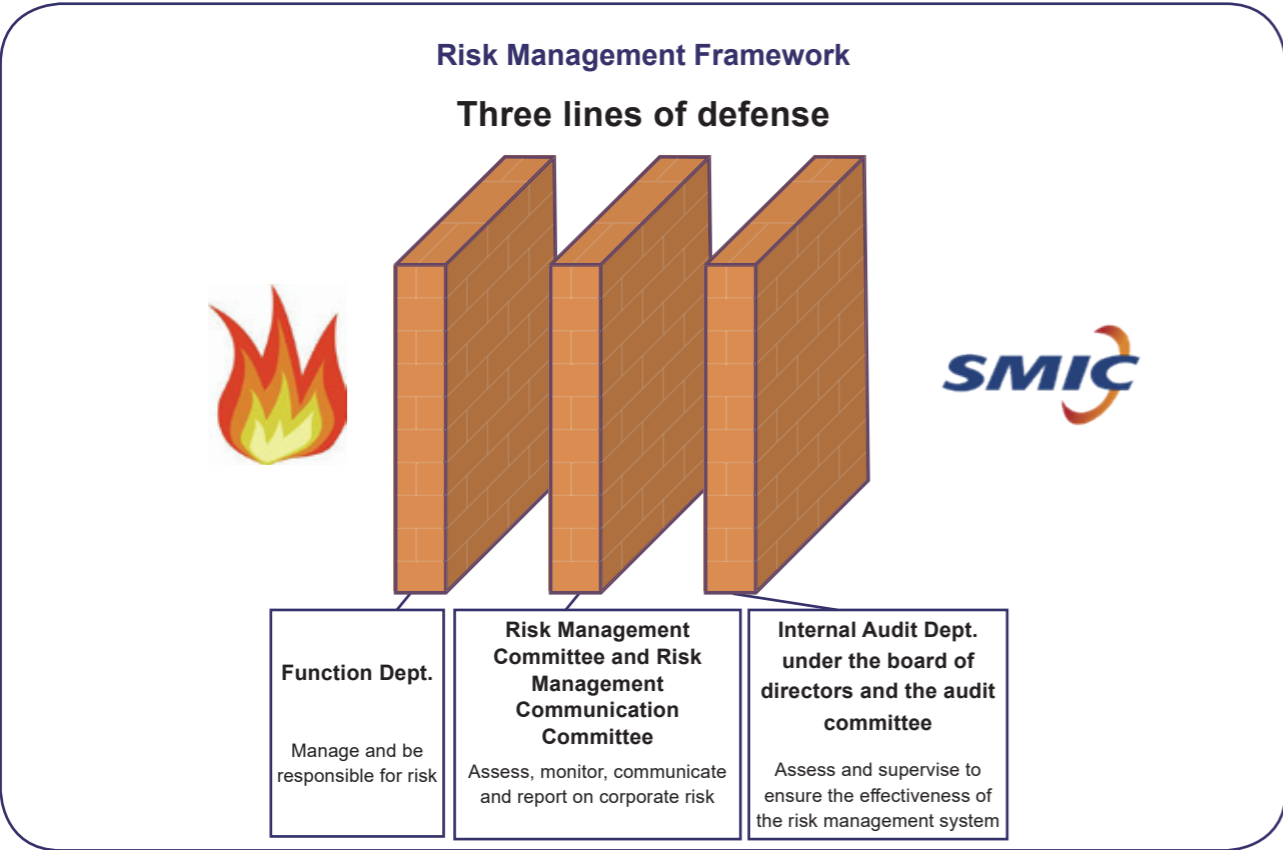 Risk Management Framework
Three lines of defense
SMIC
Function Dept.
Manage and be
responsible for risk
Risk Management
Committee and Risk
Management
Communication
Committee
Assess, monitor, communicate
and report on corporate risk
Internal Audit Dept.
under the board of
directors and the audit
committee
Assess and supervise to
ensure the effectiveness of
the risk management system